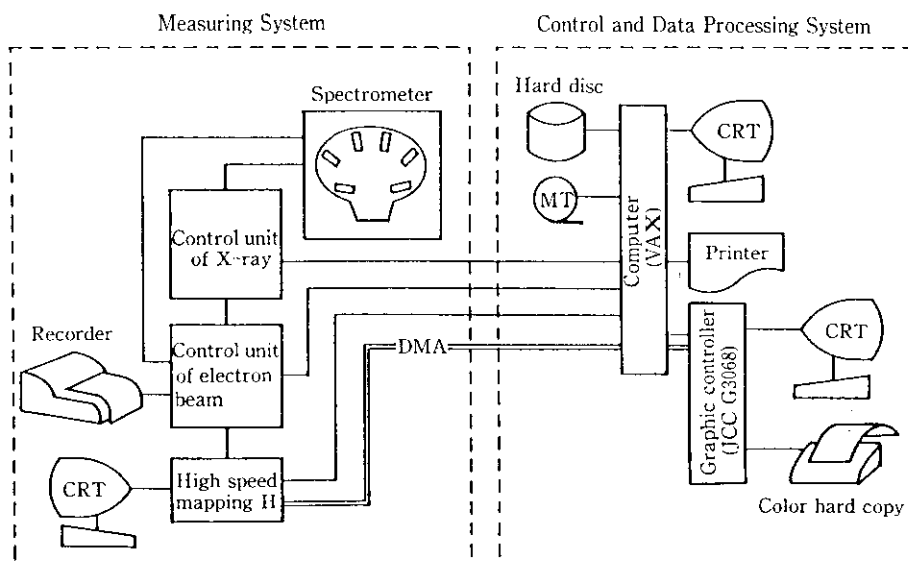 Measuring System
Control and Data Processing System
Spectrometer
Hard disc
CRT
MT
Control unit
of X-ray
Computer
(VAX)
Printer
Recorder
Control unit
of electron
beam
DMA
Graphic controller
(JCC G3068)
CRT
CRT
High speed
mapping H
Color hard copy